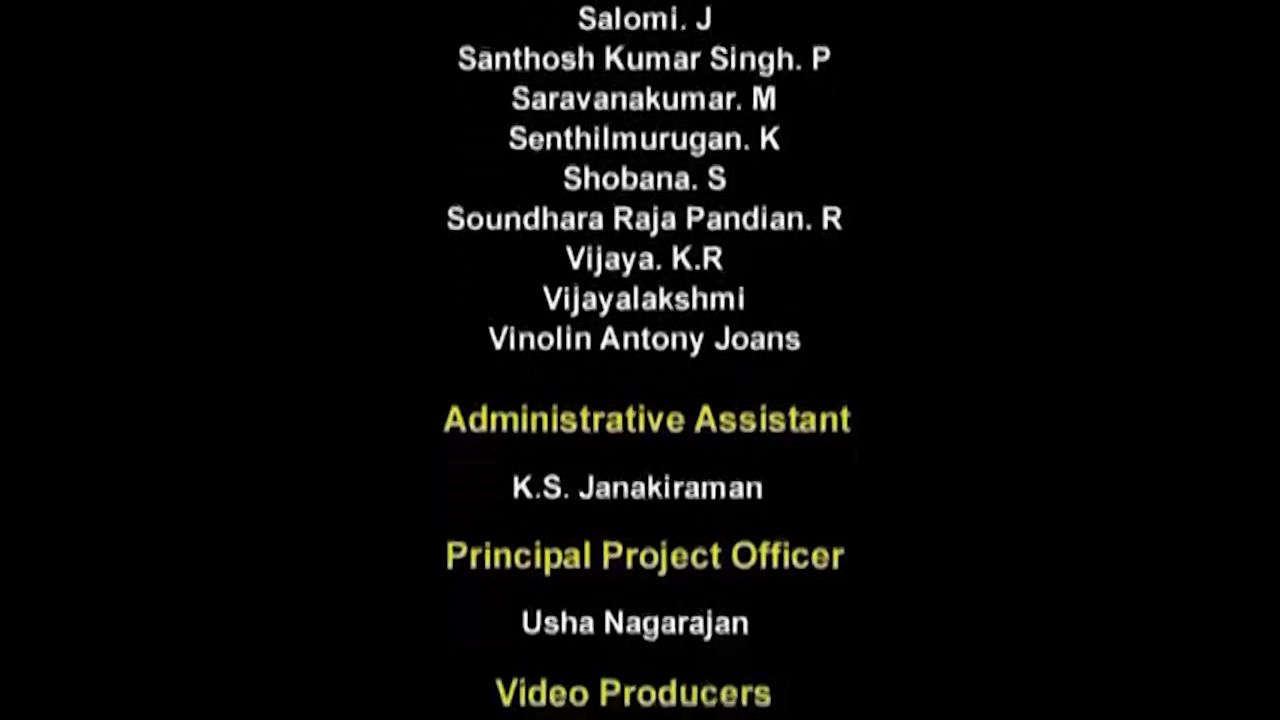 Salomi. J
Santhosh Kumar Singh. P
Saravanakumar. M
Senthilmurugan. K
Shobana. S
Soundhara Raja Pandian. R
Vijaya. K.R
Vijayalakshmi
Vinolin Antony Joans
Administrative Assistant
K.S. Janakiraman
Principal Project Officer
Usha Nagarajan
Video Producers